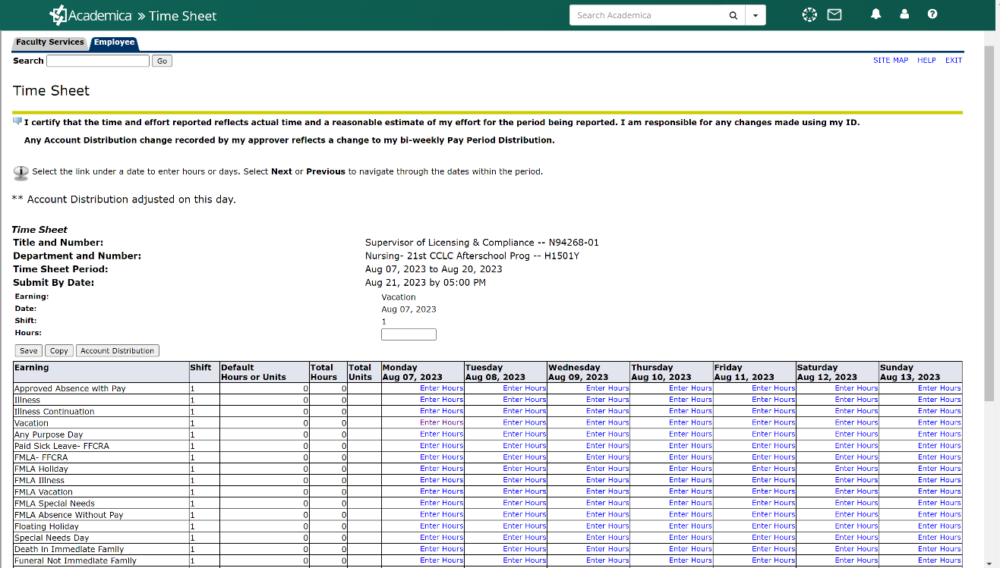 Academica » Time Sheet
Search Academica
Faculty Services Employee
Search Go SITE MAP HELP EXIT
Time Sheet
I certify that the time and effort reported reflects actual time and a reasonable estimate of my effort for the period being reported. I am responsible for any changes made using my ID.
Any Account Distribution change recorded by my approver reflects a change to my bi-weekly Pay Period Distribution.
Select the link under a date to enter hours or days. Select Next or Previous to navigate through the dates within the period.
** Account Distribution adjusted on this day.
Time Sheet
Title and Number: Supervisor of Licensing & Compliance -- N94268-01
Department and Number: Nursing- 21st CCLC Afterschool Prog -- H1501Y
Time Sheet Period: Aug 07, 2023 to Aug 20, 2023
Submit By Date: Aug 21, 2023 by 05:00 PM
Earning: Vacation
Date: Aug 07, 2023
Shift: 1
Hours:
Save Copy Account Distribution
Earning Shift Default Total Total Monday Tuesday Wednesday Thursday Friday Saturday Sunday
Hours or Units Hours Units Aug 07, 2023 Aug 08, 2023 Aug 09, 2023 Aug 10, 2023 Aug 11, 2023 Aug 12, 2023 Aug 13, 2023
Approved Absence with Pay 1 0 0 Enter Hours Enter Hours Enter Hours Enter Hours Enter Hours Enter Hours Enter Hours
Illness 1 0 0 Enter Hours Enter Hours Enter Hours Enter Hours Enter Hours Enter Hours Enter Hours
Illness Continuation 1 0 0 Enter Hours Enter Hours Enter Hours Enter Hours Enter Hours Enter Hours Enter Hours
Vacation 1 0 0 Enter Hours Enter Hours Enter Hours Enter Hours Enter Hours Enter Hours Enter Hours
Any Purpose Day 1 0 0 Enter Hours Enter Hours Enter Hours Enter Hours Enter Hours Enter Hours Enter Hours
Paid Sick Leave- FFCRA 1 0 0 Enter Hours Enter Hours Enter Hours Enter Hours Enter Hours Enter Hours Enter Hours
FMLA- FFCRA 1 0 0 Enter Hours Enter Hours Enter Hours Enter Hours Enter Hours Enter Hours Enter Hours
FMLA Holiday 1 0 0 Enter Hours Enter Hours Enter Hours Enter Hours Enter Hours Enter Hours Enter Hours
FMLA Illness 1 0 0 Enter Hours Enter Hours Enter Hours Enter Hours Enter Hours Enter Hours Enter Hours
FMLA Vacation 1 0 0 Enter Hours Enter Hours Enter Hours Enter Hours Enter Hours Enter Hours Enter Hours
FMLA Special Needs 1 0 0 Enter Hours Enter Hours Enter Hours Enter Hours Enter Hours Enter Hours Enter Hours
FMLA Absence Without Pay 1 0 0 Enter Hours Enter Hours Enter Hours Enter Hours Enter Hours Enter Hours Enter Hours
Floating Holiday 1 0 0 Enter Hours Enter Hours Enter Hours Enter Hours Enter Hours Enter Hours Enter Hours
Special Needs Day 1 0 0 Enter Hours Enter Hours Enter Hours Enter Hours Enter Hours Enter Hours Enter Hours
Death in Immediate Family 1 0 0 Enter Hours Enter Hours Enter Hours Enter Hours Enter Hours Enter Hours Enter Hours
Funeral Not Immediate Family 1 0 0 Enter Hours Enter Hours Enter Hours Enter Hours Enter Hours Enter Hours Enter Hours